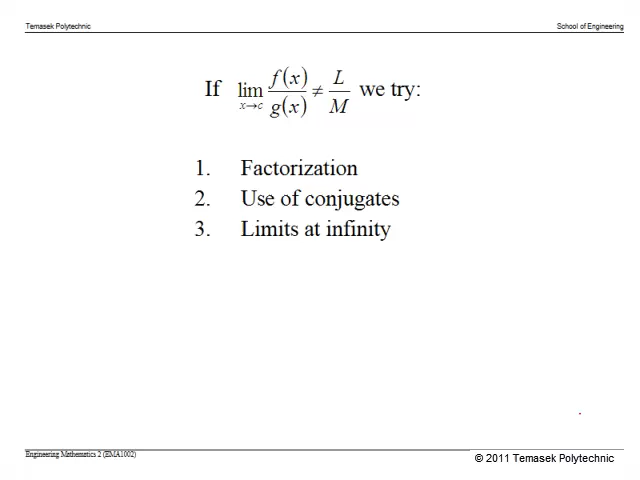 Temasek Polytechnic School of Engineering
If lim x→c f(x)/g(x) ≠ L/M we try:
1. Factorization
2. Use of conjugates
3. Limits at infinity
Engineering Mathematics 2 (EMA1002) © 2011 Temasek Polytechnic